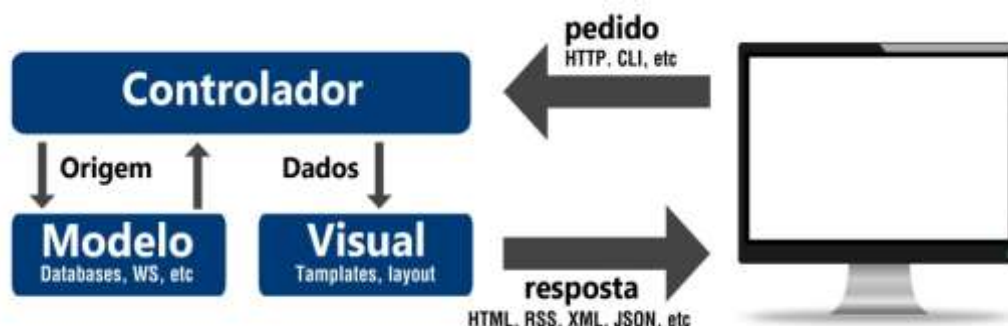 pedido
HTTP, CLI, etc
Controlador
Origem
Dados
Modelo
Databases, WS, etc
Visual
Tamplates, layout
resposta
HTML, RSS, XML, JSON, etc